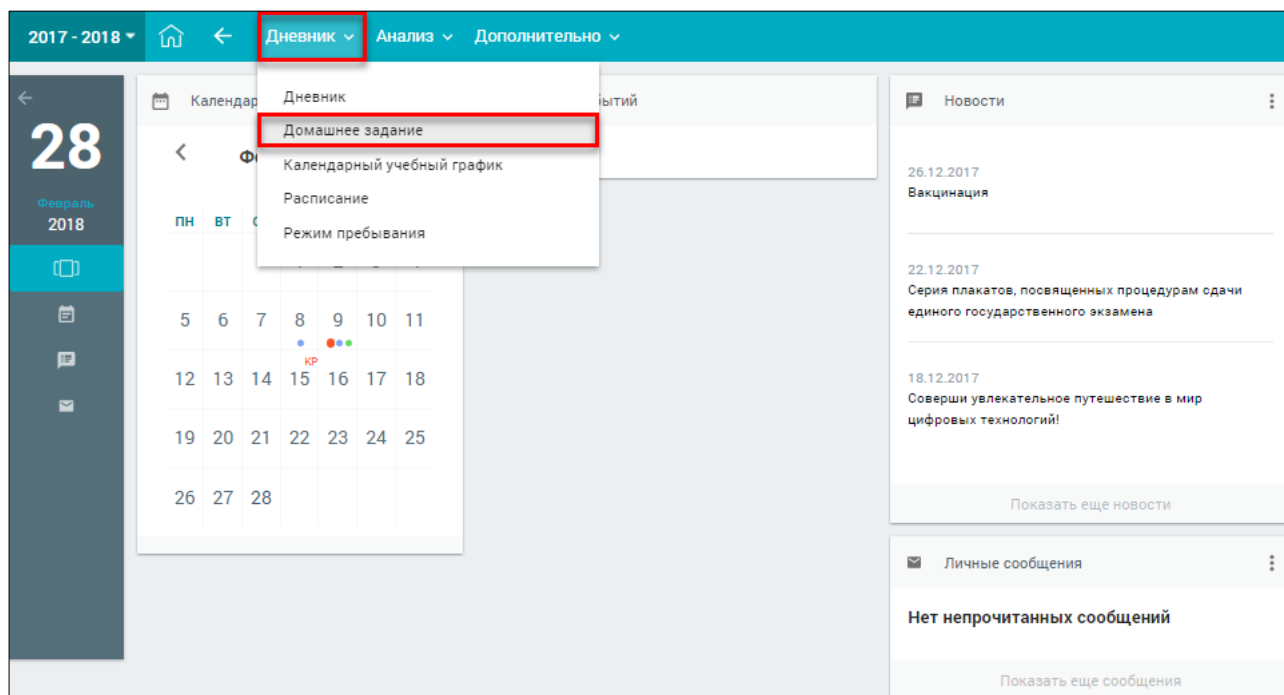 2017 - 2018 Дневник Анализ Дополнительно
Дневник
Домашнее задание
Календарный учебный график
Расписание
Режим пребывания
28
Февраль
2018
ПН ВТ
5 6 7 8 9 10 11
КР
12 13 14 15 16 17 18
19 20 21 22 23 24 25
26 27 28
Новости
26.12.2017
Вакцинация
22.12.2017
Серия плакатов, посвященных процедурам сдачи
единого государственного экзамена
18.12.2017
Соверши увлекательное путешествие в мир
цифровых технологий!
Показать еще новости
Личные сообщения
Нет непрочитанных сообщений
Показать еще сообщения